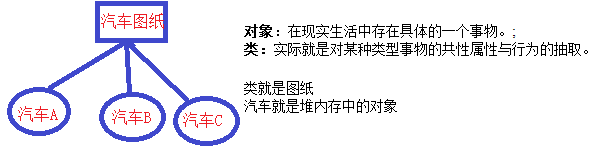 汽车图纸
汽车A
汽车B
汽车C
对象：在现实生活中存在具体的一个事物。;
类：实际就是对某种类型事物的共性属性与行为的抽取。
类就是图纸
汽车就是堆内存中的对象